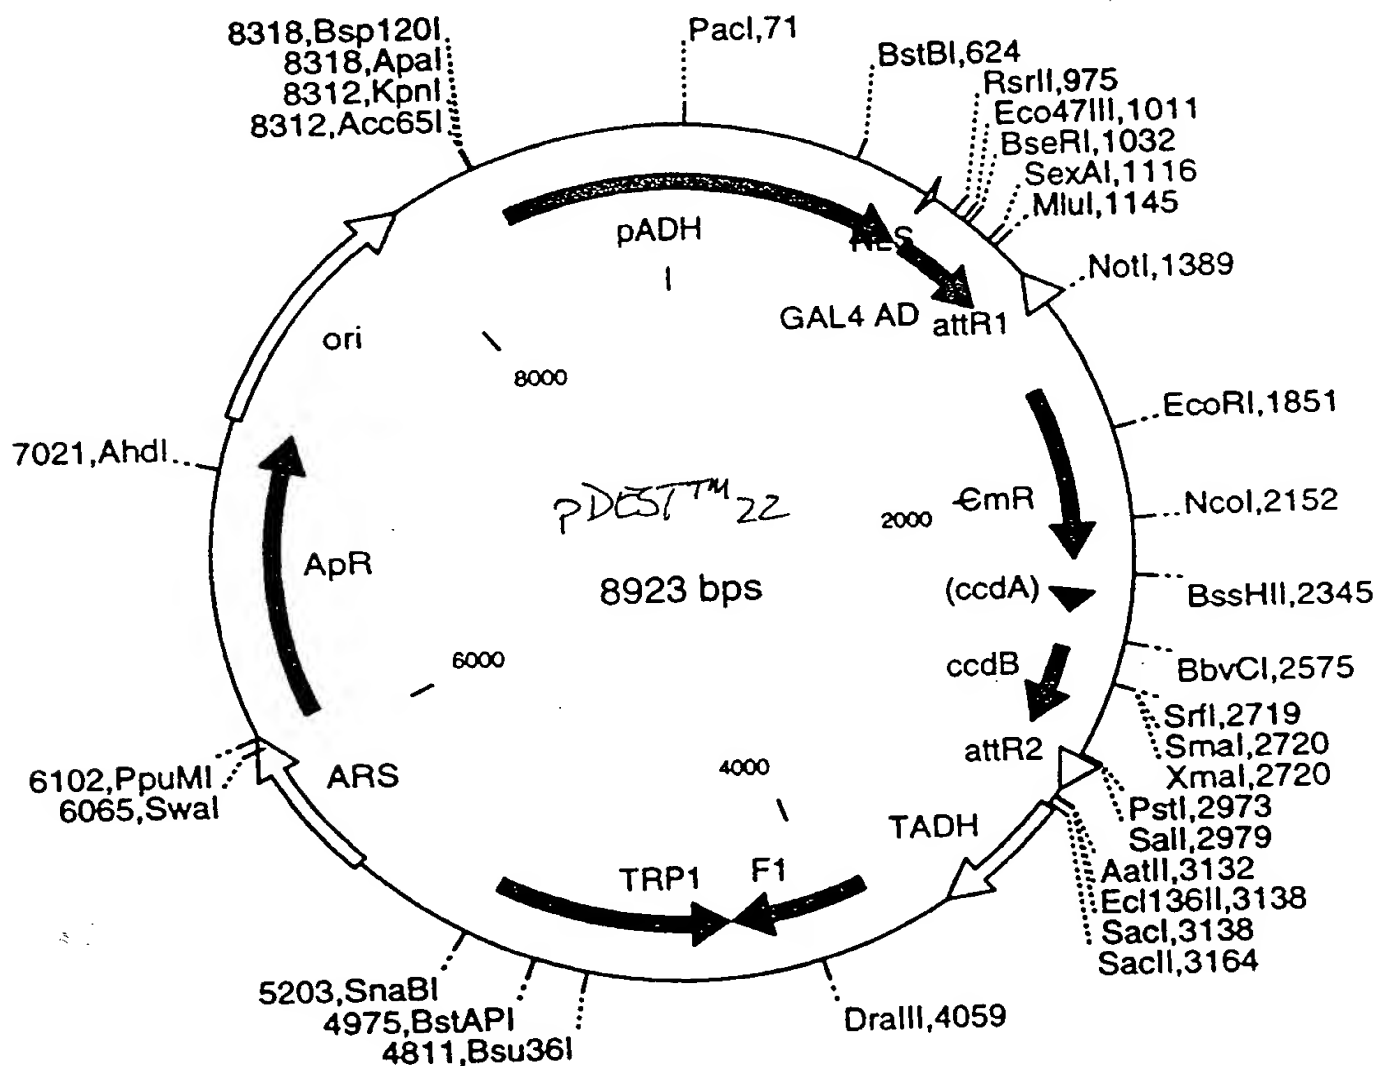 8318,Bsp120I
8318,ApaI
8312,KpnI
8312,Acc65I
PacI,71
BstBI,624
RsrII,975
Eco47III,1011
BseRI,1032
SexAI,1116
MluI,1145
NotI,1389
pADH
NLS
GAL4 AD
attR1
ori
8000
EcoRI,1851
7021,AhdI
pDEST™22
2000
CmR
NcoI,2152
ApR
8923 bps
(ccdA)
BssHII,2345
6000
ccdB
BbvCI,2575
SrfI,2719
SmaI,2720
XmaI,2720
attR2
6102,PpuMI
6065,SwaI
ARS
4000
PstI,2973
SalI,2979
TADH
AatII,3132
Ecl136II,3138
SacI,3138
SacII,3164
TRP1
F1
5203,SnaBI
4975,BstAPI
4811,Bsu36I
DraIII,4059